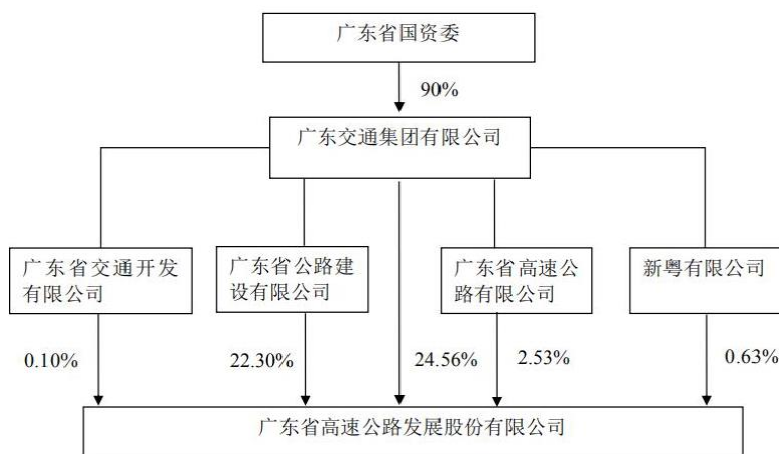 广东省国资委
90%
广东交通集团有限公司
广东省交通开发
有限公司
广东省公路建
设有限公司
广东省高速公
路有限公司
新粤有限公司
0.10%
22.30%
24.56%
2.53%
0.63%
广东省高速公路发展股份有限公司